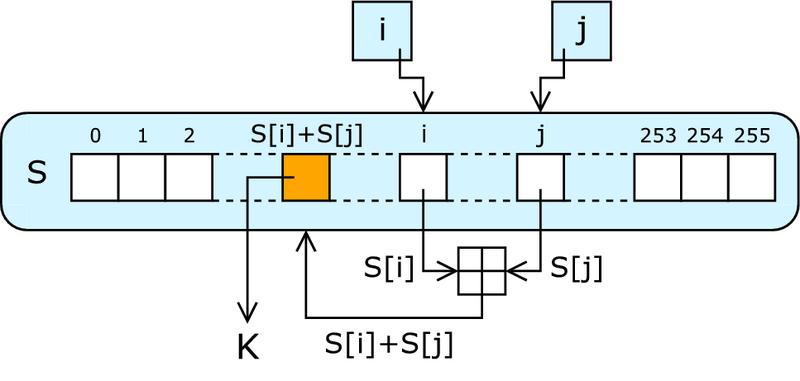 i j
0 1 2 S[i]+S[j] i j 253 254 255
S
S[i] S[j]
K S[i]+S[j]